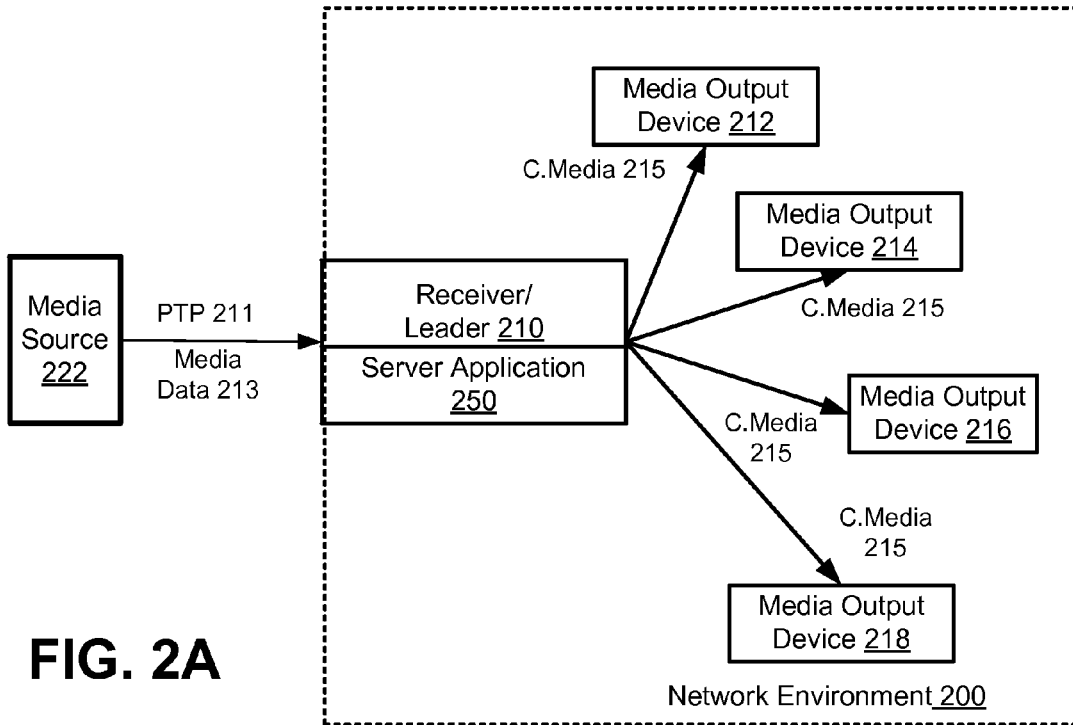 Media Output
Device 212
C.Media 215
Media Output
Device 214
C.Media 215
Media
Source
222
PTP 211
Media
Data 213
Receiver/
Leader 210
Server Application
250
Media Output
Device 216
C.Media
215
C.Media
215
Media Output
Device 218
FIG. 2A
Network Environment 200